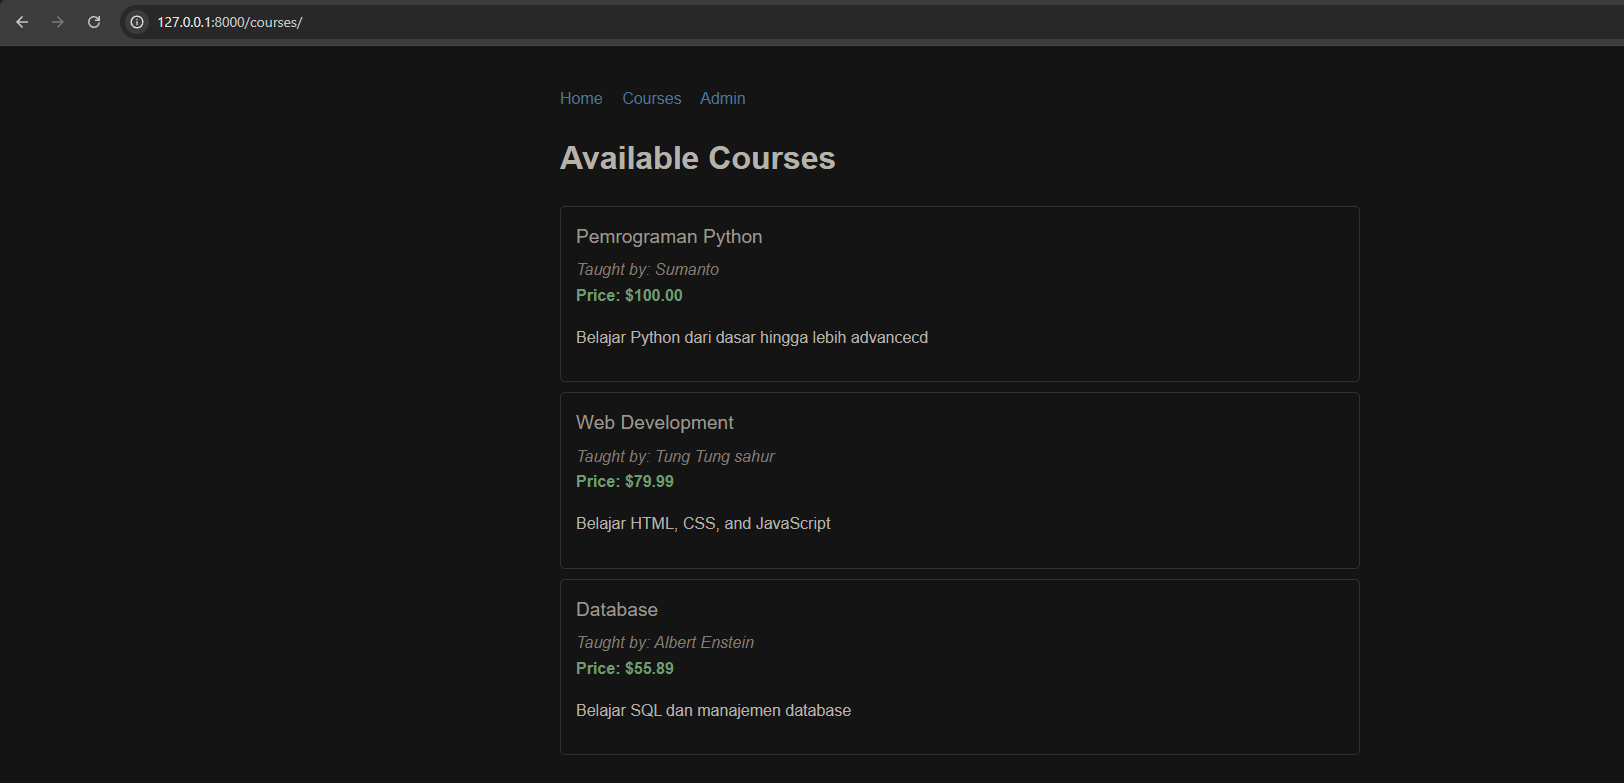 127.0.0.1:8000/courses/
Home Courses Admin
Available Courses
Pemrograman Python
Taught by: Sumanto
Price: $100.00
Belajar Python dari dasar hingga lebih advancecd
Web Development
Taught by: Tung Tung sahur
Price: $79.99
Belajar HTML, CSS, and JavaScript
Database
Taught by: Albert Enstein
Price: $55.89
Belajar SQL dan manajemen database